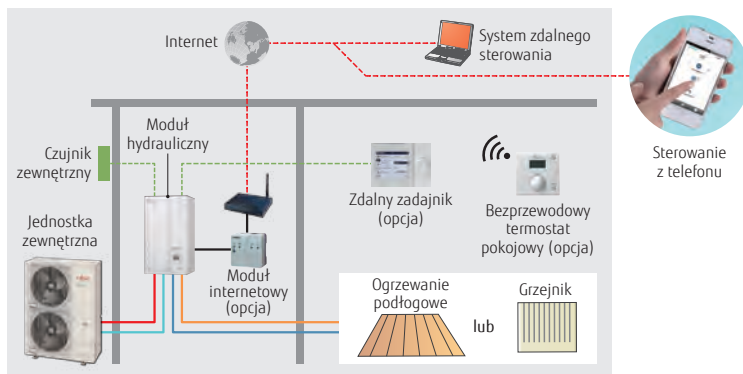 Internet
System zdalnego
sterowania
Moduł
hydrauliczny
Czujnik
zewnętrzny
Sterowanie
z telefonu
Zdalny zadajnik
(opcja)
Bezprzewodowy
termostat
pokojowy (opcja)
Jednostka
zewnętrzna
Moduł
internetowy
(opcja)
Ogrzewanie
podłogowe
lub
Grzejnik